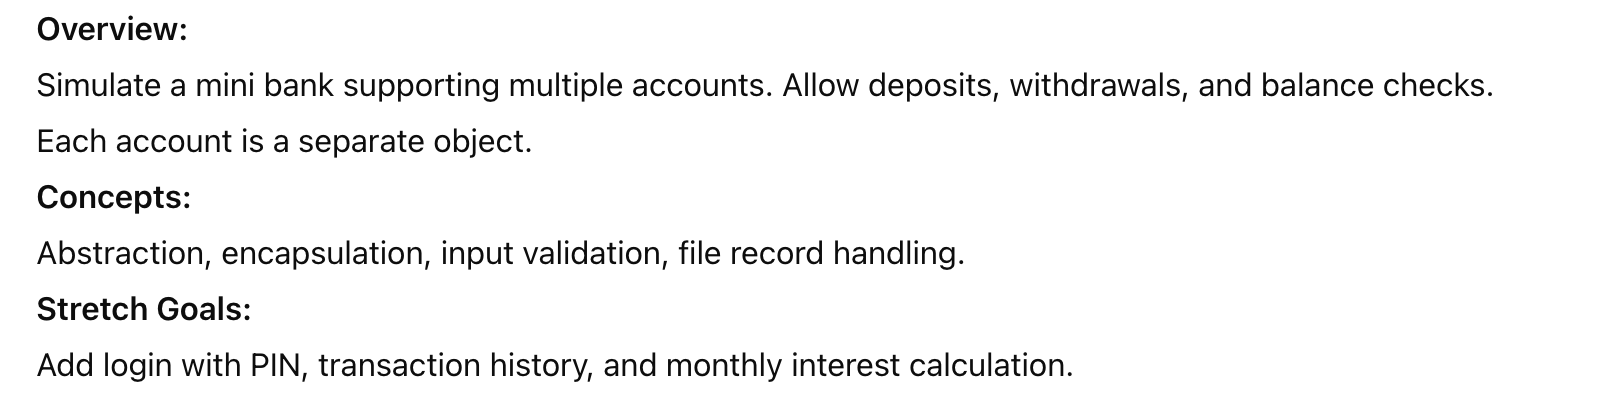 Overview:
Simulate a mini bank supporting multiple accounts. Allow deposits, withdrawals, and balance checks.
Each account is a separate object.
Concepts:
Abstraction, encapsulation, input validation, file record handling.
Stretch Goals:
Add login with PIN, transaction history, and monthly interest calculation.